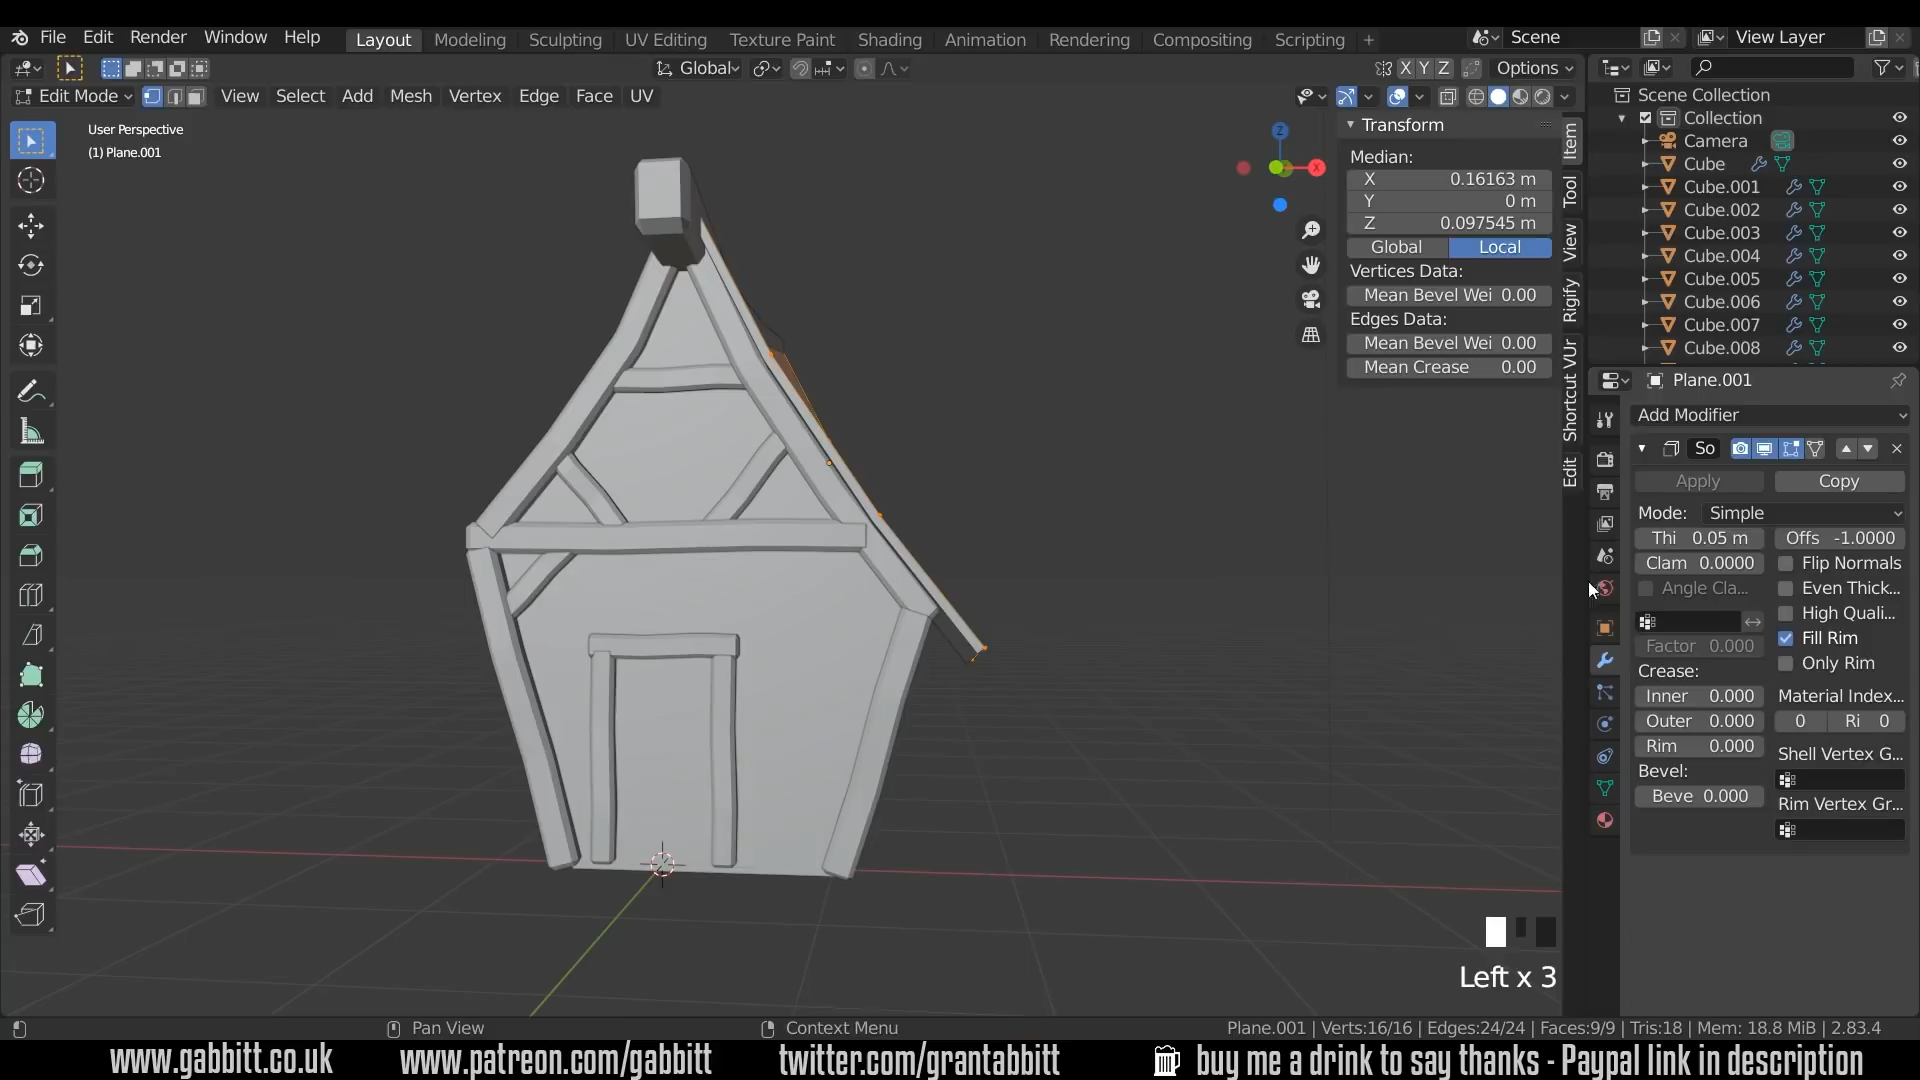 File Edit Render Window Help Layout Modeling Sculpting UV Editing Texture Paint Shading Animation Rendering Compositing Scripting + Scene View Layer
Global X Y Z Options
Edit Mode View Select Add Mesh Vertex Edge Face UV
User Perspective
(1) Plane.001
Z
X
Transform
Median:
X 0.16163 m
Y 0 m
Z 0.097545 m
Global Local
Vertices Data:
Mean Bevel Wei 0.00
Edges Data:
Mean Bevel Wei 0.00
Mean Crease 0.00
Item
Tool
View
Rigify
Shortcut VUr
Edit
Scene Collection
Collection
Camera
Cube
Cube.001
Cube.002
Cube.003
Cube.004
Cube.005
Cube.006
Cube.007
Cube.008
Plane.001
Add Modifier
So
Apply Copy
Mode: Simple
Thi 0.05 m Offs -1.0000
Clam 0.0000 Flip Normals
Angle Cla... Even Thick...
High Quali...
Factor 0.000 Fill Rim
Crease: Only Rim
Inner 0.000 Material Index...
Outer 0.000 0 Ri 0
Rim 0.000 Shell Vertex G...
Bevel:
Beve 0.000 Rim Vertex Gr...
Left x 3
Pan View Context Menu Plane.001 | Verts:16/16 | Edges:24/24 | Faces:9/9 | Tris:18 | Mem: 18.8 MiB | 2.83.4
www.gabbitt.co.uk www.patreon.com/gabbitt twitter.com/grantabbitt buy me a drink to say thanks - Paypal link in description